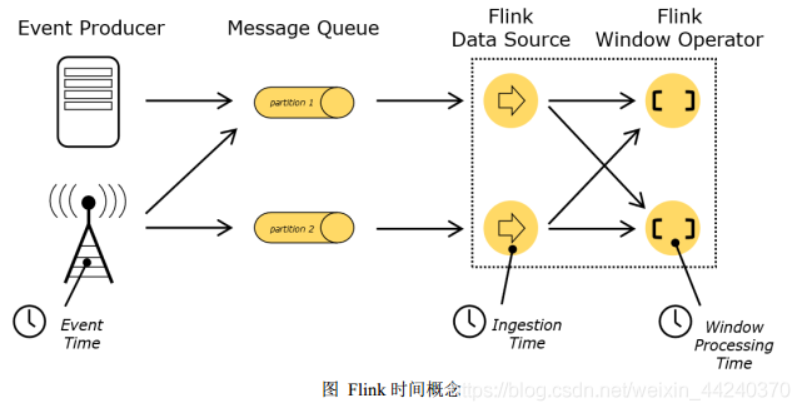 Event Producer
Message Queue
Flink
Data Source
Flink
Window Operator
partition 1
partition 2
Event
Time
Ingestion
Time
Window
Processing
Time
图 Flink 时间概念
https://blog.csdn.net/weixin_44240370